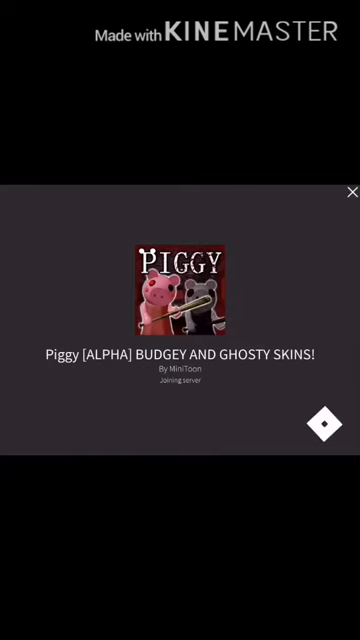 Made with KINEMASTER
PIGGY
Piggy [ALPHA] BUDGEY AND GHOSTY SKINS!
By MiniToon
Joining server